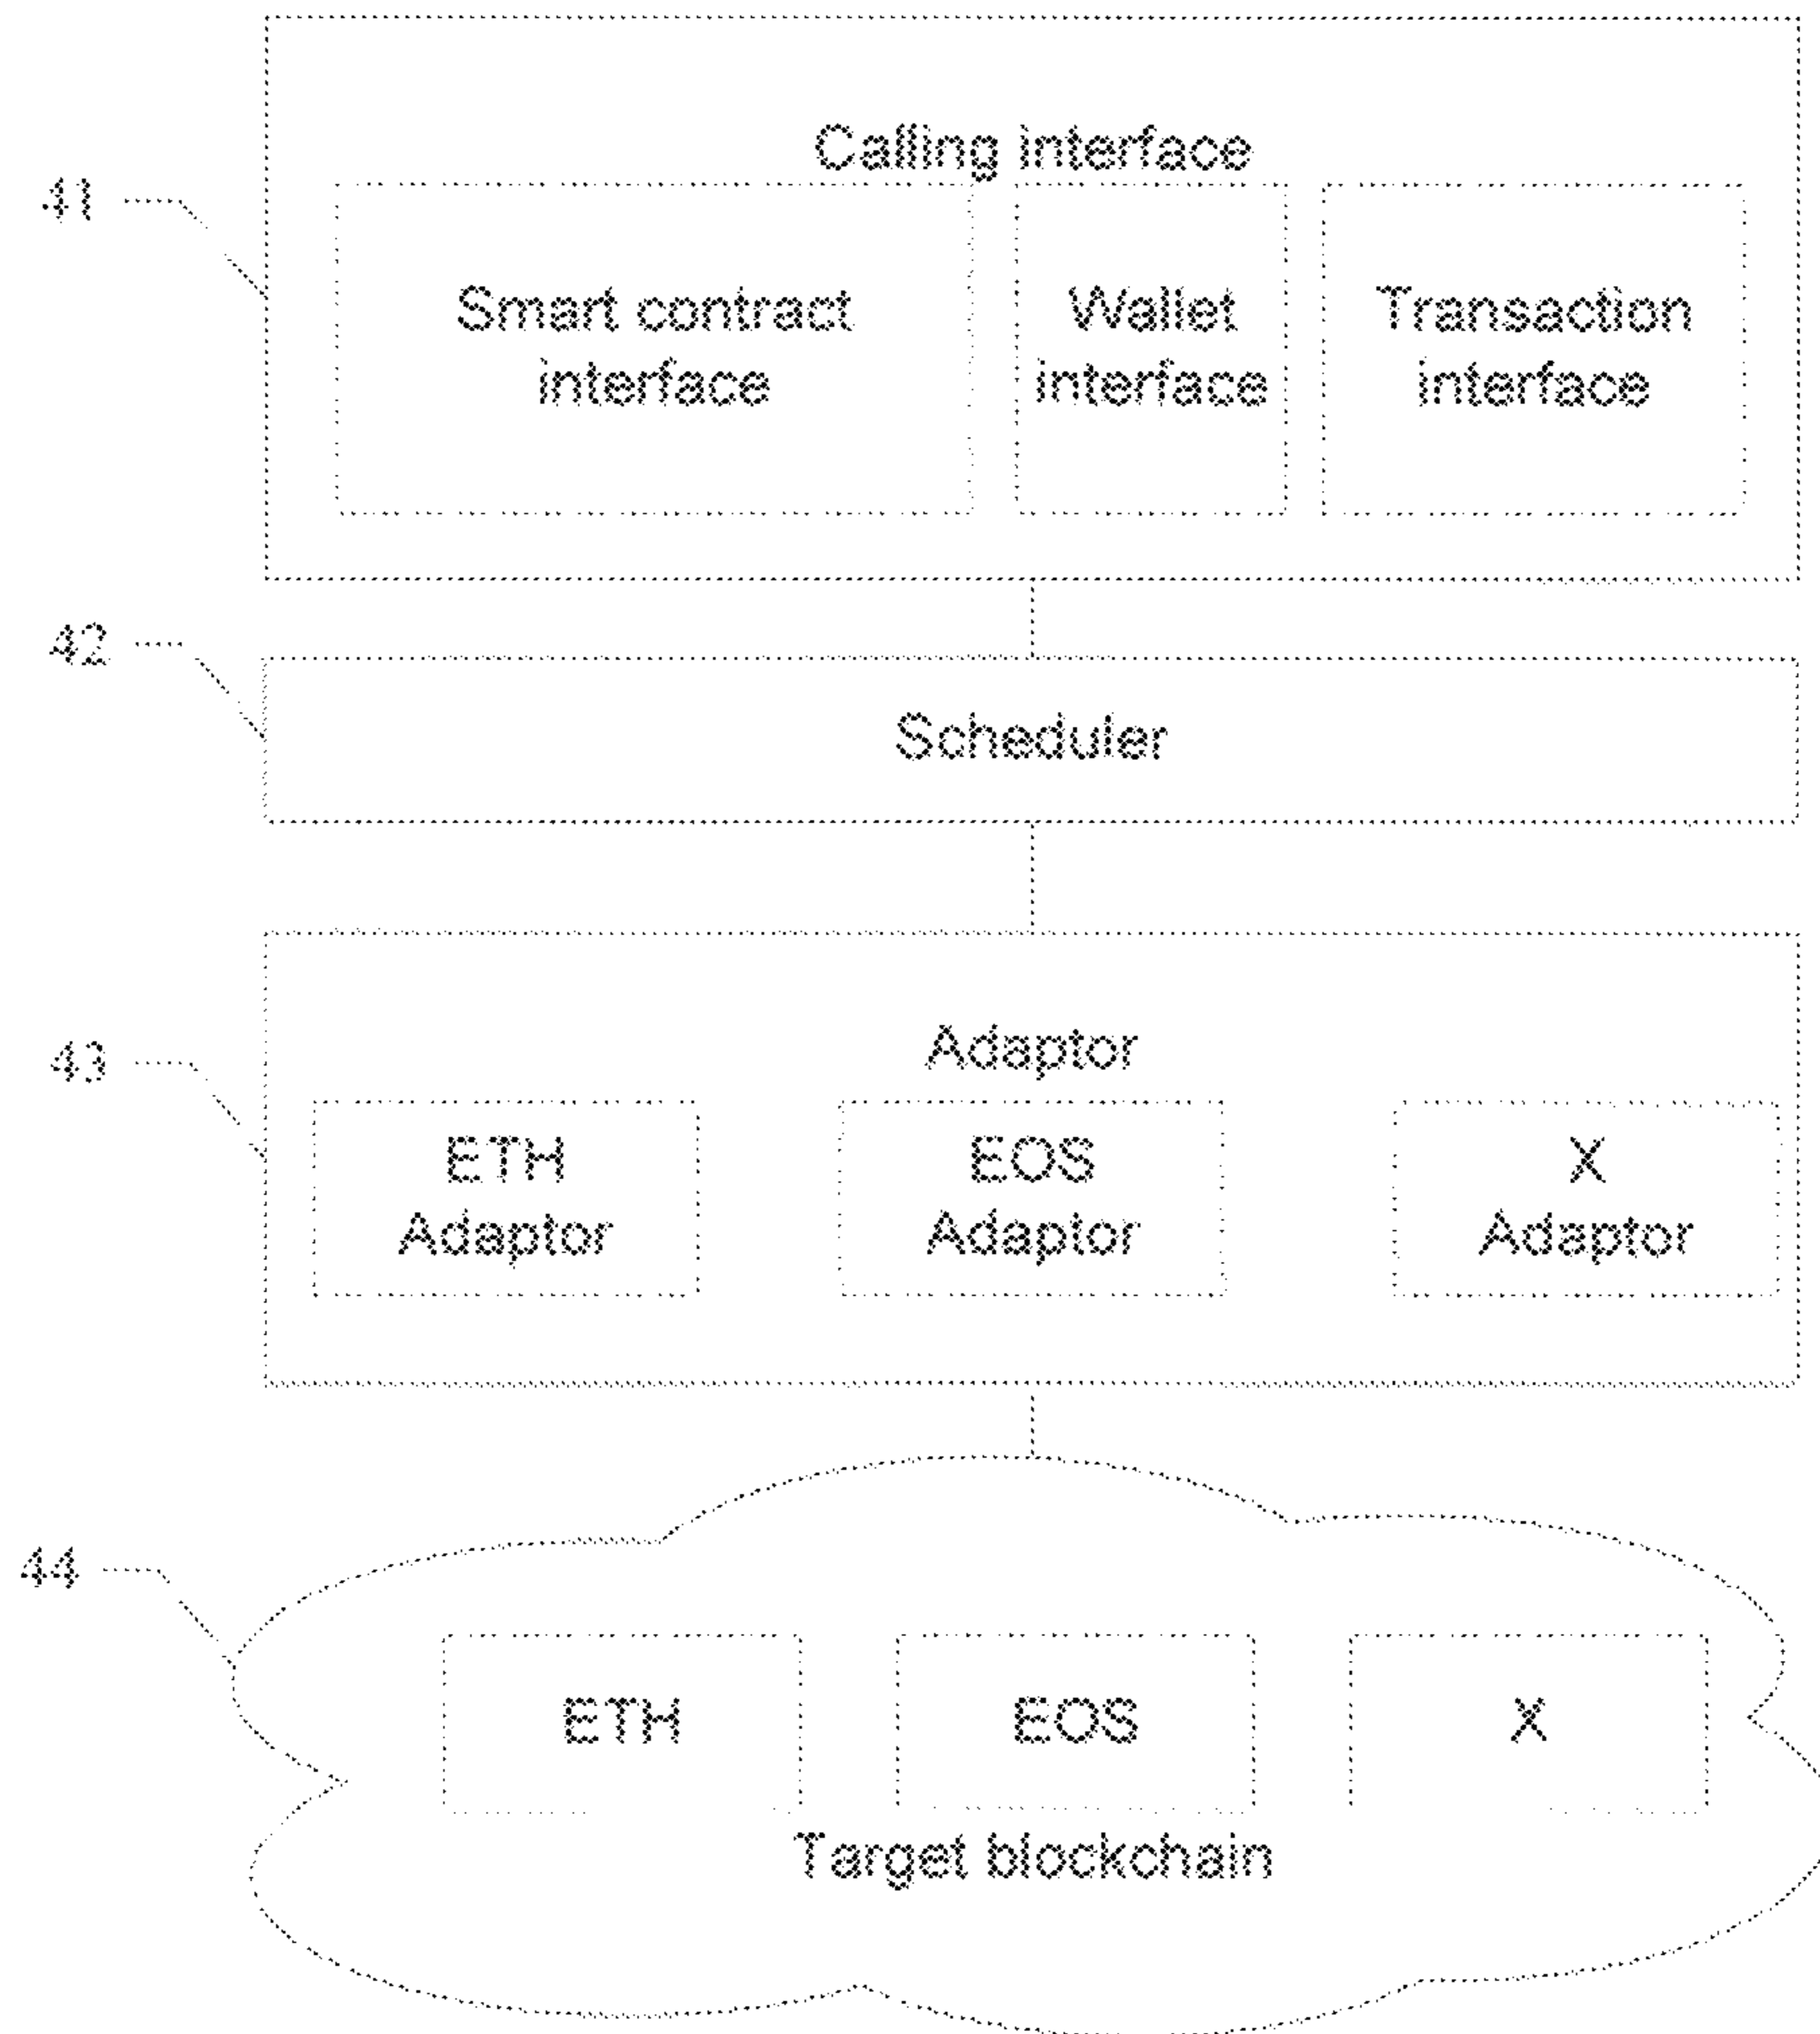 Calling interface
41
Smart contract
interface
Wallet
interface
Transaction
interface
42
Scheduler
43
Adaptor
ETH
Adaptor
EOS
Adaptor
X
Adaptor
44
ETH
EOS
X
Target blockchain